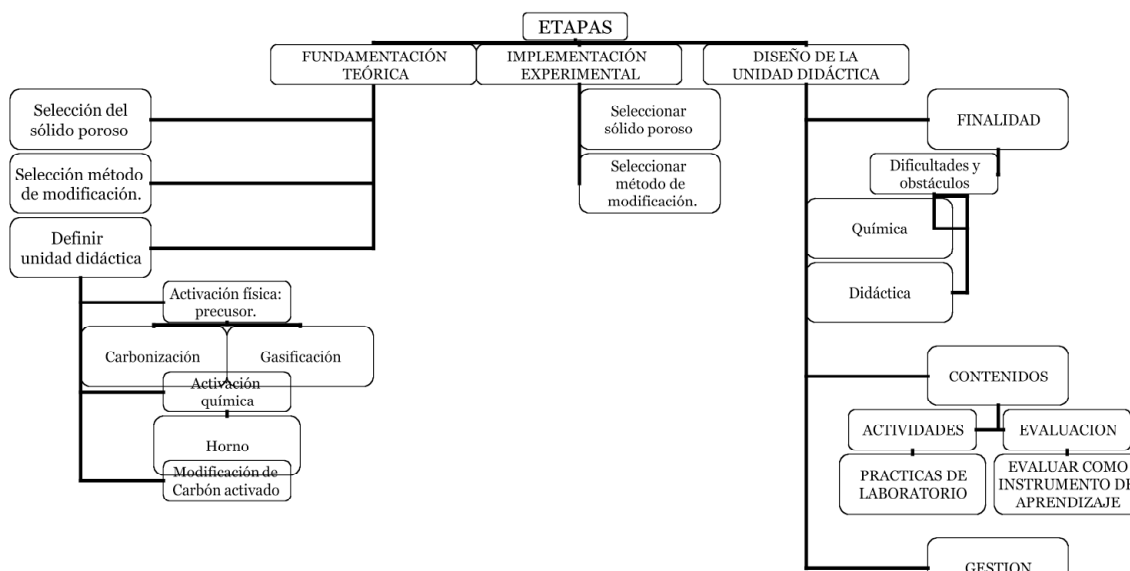 ETAPAS
FUNDAMENTACIÓN
TEÓRICA
IMPLEMENTACIÓN
EXPERIMENTAL
DISEÑO DE LA
UNIDAD DIDÁCTICA
Selección del
sólido poroso
Selección método
de modificación.
Definir
unidad didáctica
Activación física:
precusor.
Carbonización
Gasificación
Activación
química
Horno
Modificación de
Carbón activado
Seleccionar
sólido poroso
Seleccionar
método de
modificación.
FINALIDAD
Dificultades y
obstáculos
Química
Didáctica
CONTENIDOS
ACTIVIDADES
EVALUACION
PRACTICAS DE
LABORATORIO
EVALUAR COMO
INSTRUMENTO DE
APRENDIZAJE
GESTION